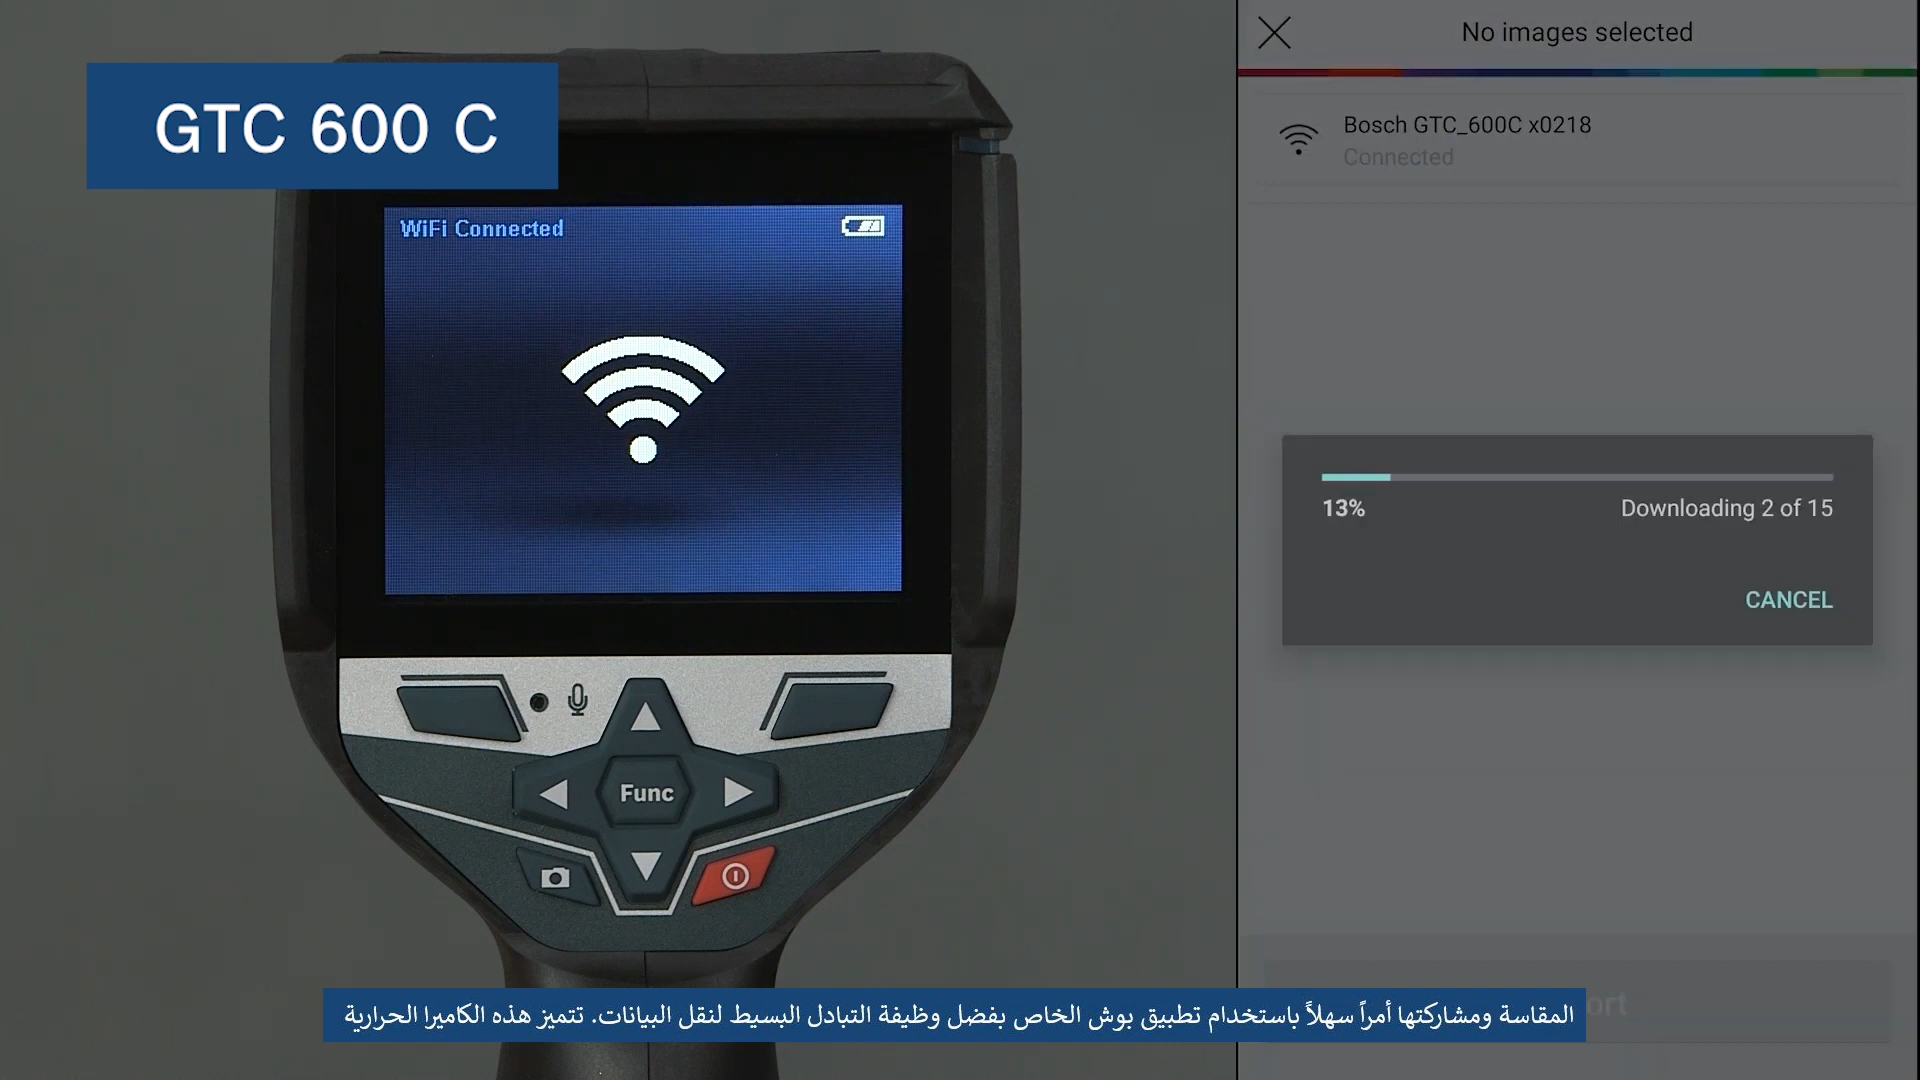 GTC 600 C
WiFi Connected
Func
No images selected
Bosch GTC_600C x0218
Connected
13%
Downloading 2 of 15
CANCEL
المقاسة ومشاركتها أمراً سهلاً باستخدام تطبيق بوش الخاص بفضل وظيفة التبادل البسيط لنقل البيانات. تتميز هذه الكاميرا الحرارية